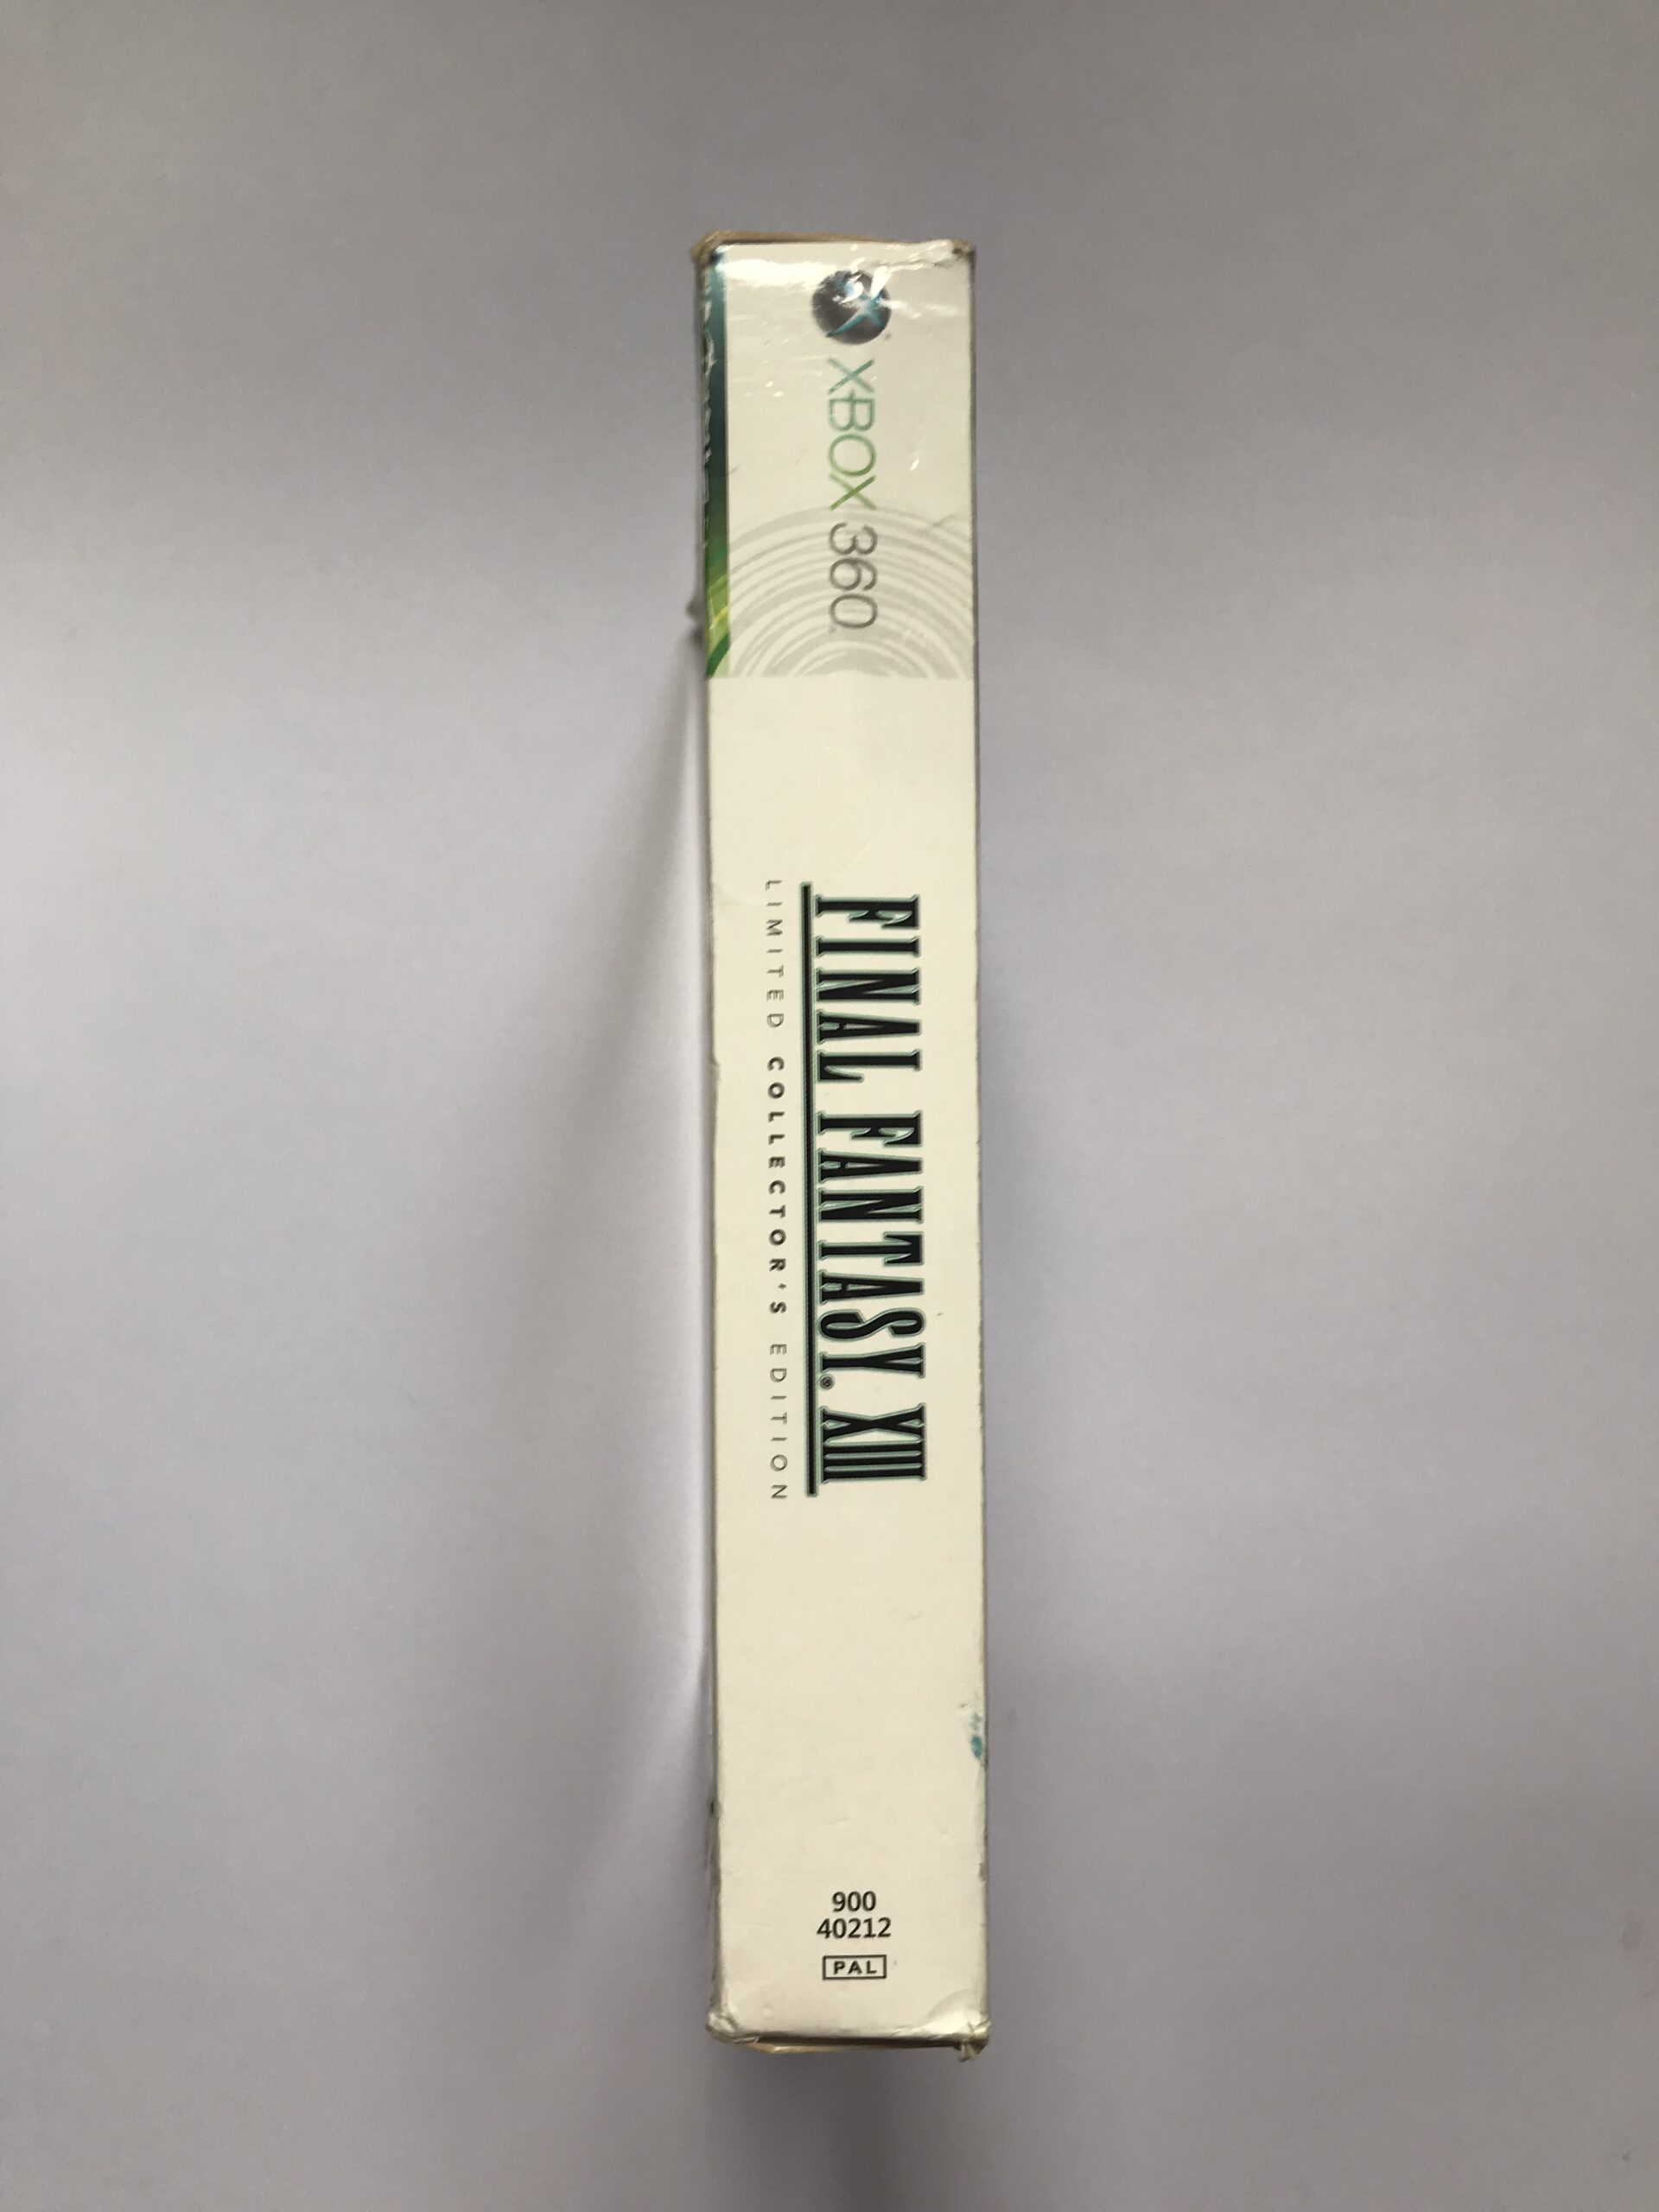 XBOX 360
FINAL FANTASY® XIII
LIMITED COLLECTOR'S EDITION
900
40212
PAL